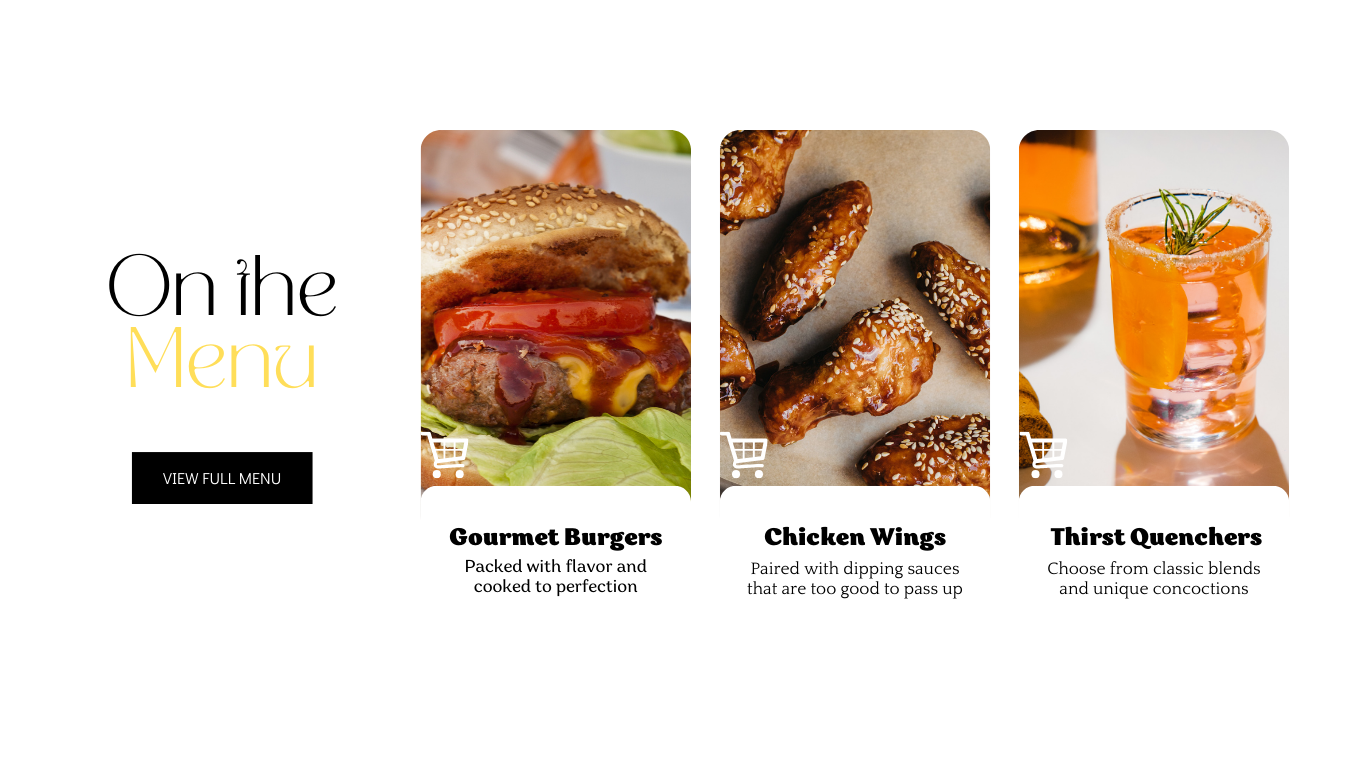 On the
Menu
VIEW FULL MENU
Gourmet Burgers
Packed with flavor and
cooked to perfection
Chicken Wings
Paired with dipping sauces
that are too good to pass up
Thirst Quenchers
Choose from classic blends
and unique concoctions